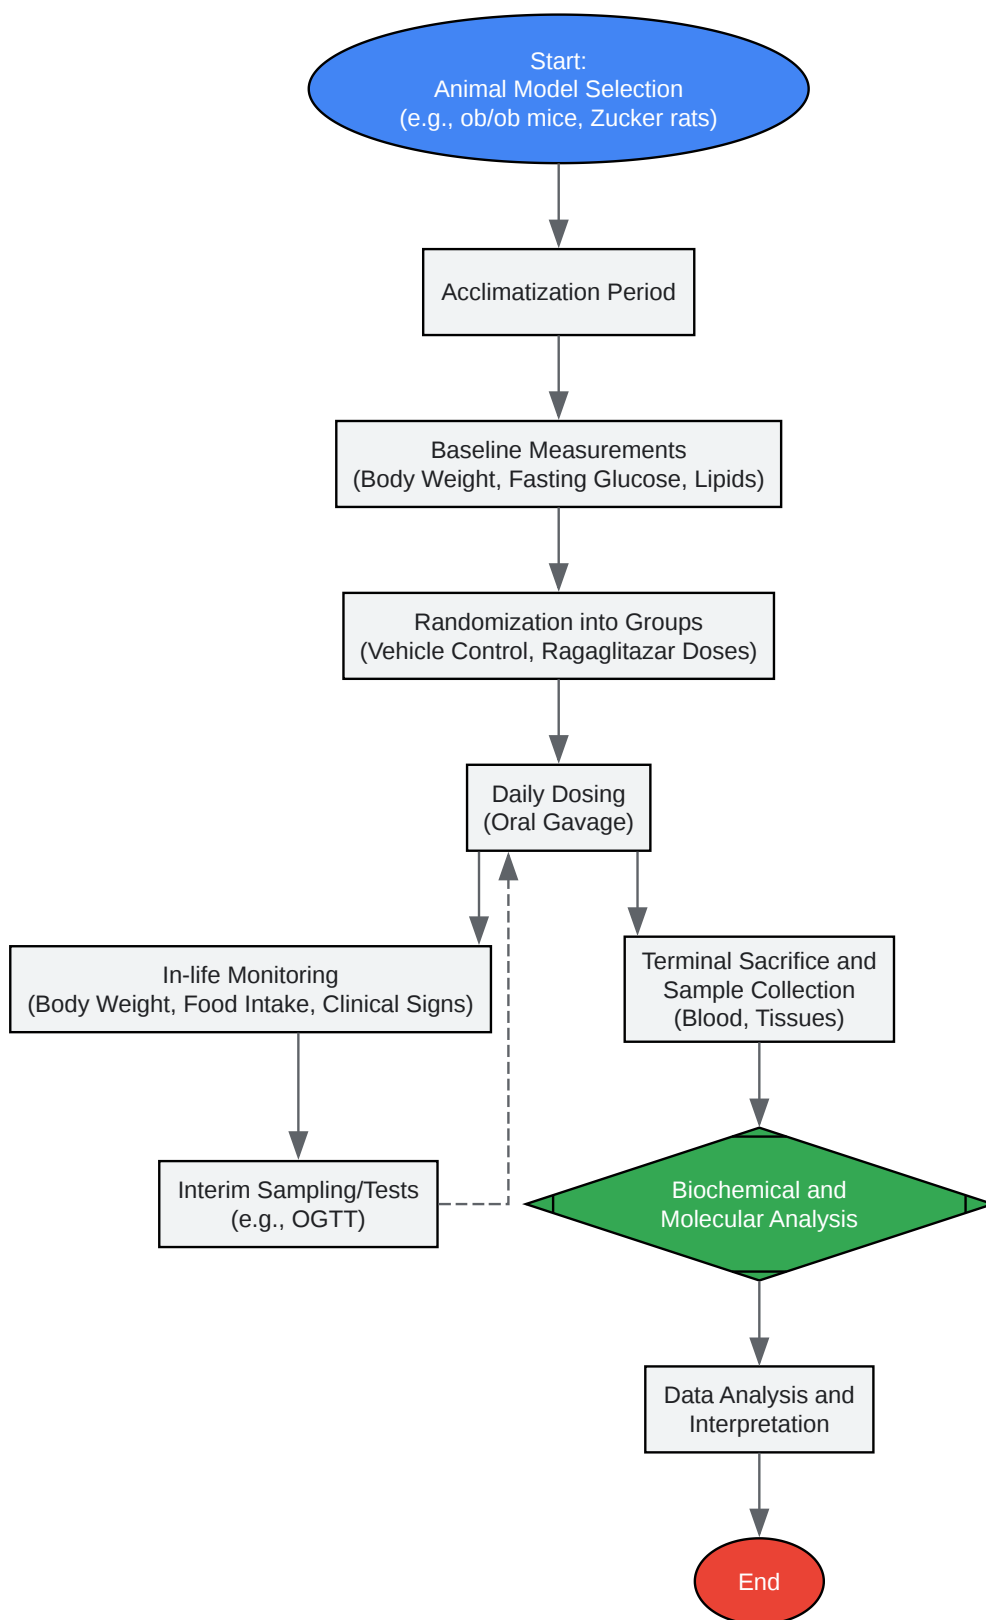 Start:
Animal Model Selection
(e.g., ob/ob mice, Zucker rats)
Acclimatization Period
Baseline Measurements
(Body Weight, Fasting Glucose, Lipids)
Randomization into Groups
(Vehicle Control, Ragaglitazar Doses)
Daily Dosing
(Oral Gavage)
In-life Monitoring
(Body Weight, Food Intake, Clinical Signs)
Terminal Sacrifice and
Sample Collection
(Blood, Tissues)
Interim Sampling/Tests
(e.g., OGTT)
Biochemical and
Molecular Analysis
Data Analysis and
Interpretation
End